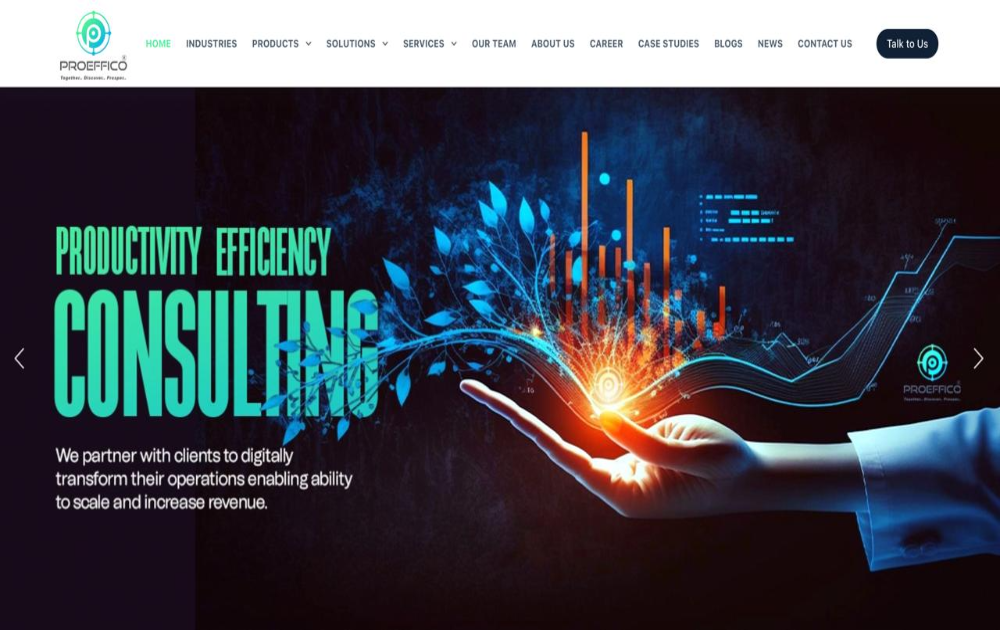 PROEFFICO
Together. Discover. Prosper.
HOME INDUSTRIES PRODUCTS SOLUTIONS SERVICES OUR TEAM ABOUT US CAREER CASE STUDIES BLOGS NEWS CONTACT US Talk to Us
PRODUCTIVITY EFFICIENCY
CONSULTING
We partner with clients to digitally
transform their operations enabling ability
to scale and increase revenue.
PROEFFICO
Together. Discover. Prosper.